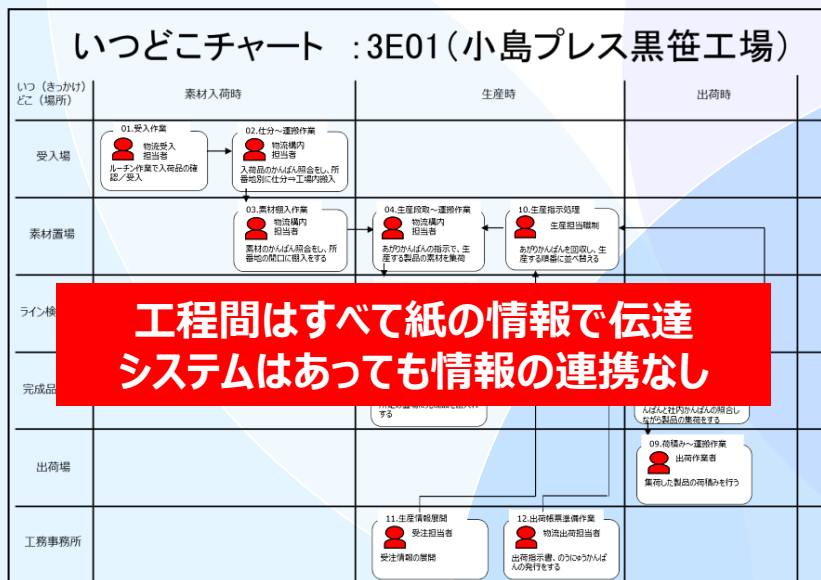 いつどこチャート :3E01(小島プレス黒笹工場)
いつ(きっかけ)
どこ(場所)
素材入荷時
生産時
出荷時
受入場
01.受入作業
物流受入
担当者
ルーチン作業で入荷品の確
認/受入
02.仕分~運搬作業
物流構内
担当者
入荷品のかんばん照合をし、所
番地別に仕分⇒工場内搬入
素材置場
03.素材棚入作業
物流構内
担当者
素材のかんばん照合をし、所
番地の間口に棚入をする
04.生産段取~運搬作業
物流構内
担当者
あがりかんばんの指示で、生
産する製品の素材を集荷
10.生産指示処理
生産担当職制
あがりかんばんを回収し、生
産する順番に並べ替える
ライン検
工程間はすべて紙の情報で伝達
システムはあっても情報の連携なし
完成品
する
んばんと社内かんばんの照合し
ながら製品の集荷をする
出荷場
09.荷積み~運搬作業
出荷作業者
集荷した製品の荷積みを行う
工務事務所
11.生産情報展開
受注担当者
受注情報の展開
12.出荷帳票準備作業
物流出荷担当者
出荷指示書、のうにゅうかんば
んの発行をする